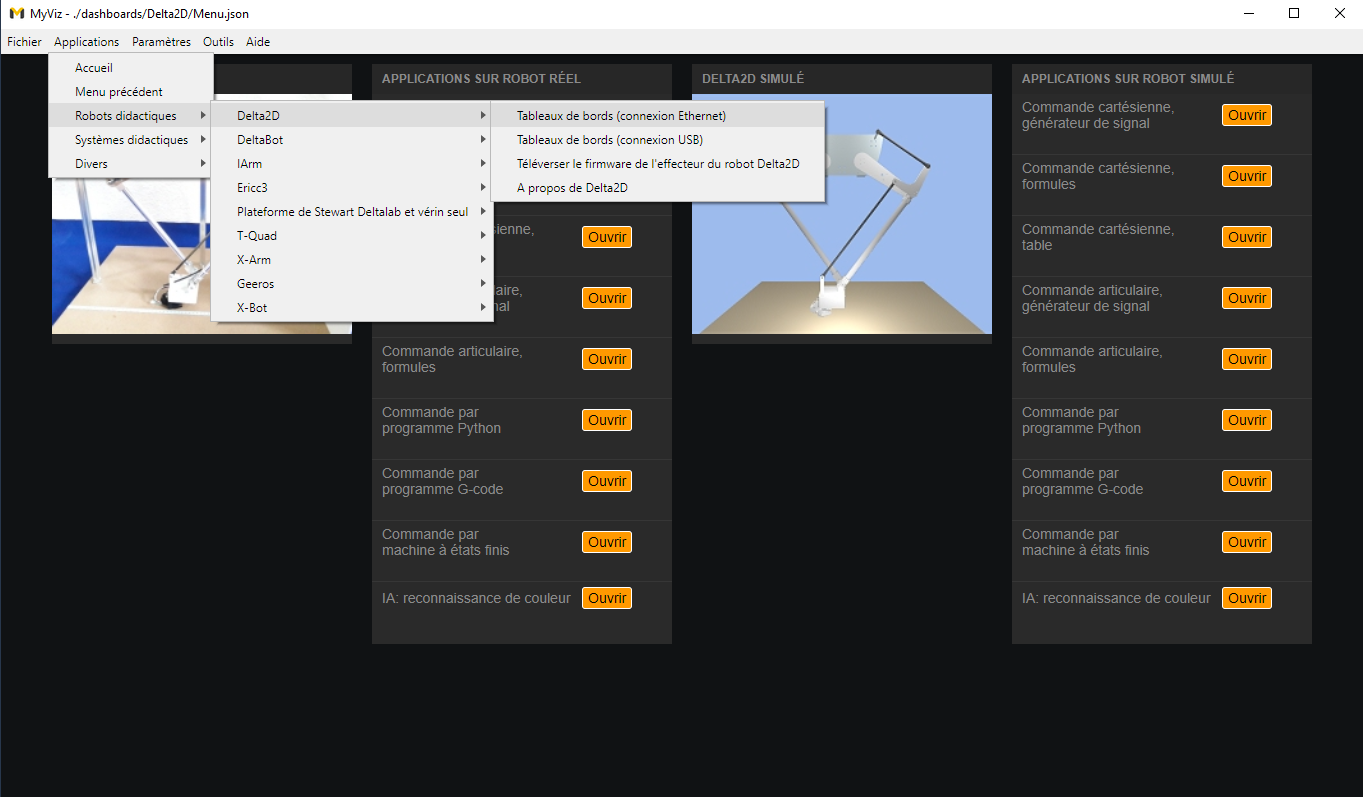 MyViz - ./dashboards/Delta2D/Menu.json
Fichier Applications Paramètres Outils Aide
Accueil
Menu précédent
Robots didactiques
Systèmes didactiques
Divers
Delta2D
DeltaBot
IArm
Ericc3
Plateforme de Stewart Deltalab et vérin seul
T-Quad
X-Arm
Geeros
X-Bot
Tableaux de bords (connexion Ethernet)
Tableaux de bords (connexion USB)
Téléverser le firmware de l'effecteur du robot Delta2D
A propos de Delta2D
APPLICATIONS SUR ROBOT RÉEL
Ouvrir
Ouvrir
Commande articulaire,
formules
Ouvrir
Commande par
programme Python
Ouvrir
Commande par
programme G-code
Ouvrir
Commande par
machine à états finis
Ouvrir
IA: reconnaissance de couleur
Ouvrir
DELTA2D SIMULÉ
APPLICATIONS SUR ROBOT SIMULÉ
Commande cartésienne,
générateur de signal
Ouvrir
Commande cartésienne,
formules
Ouvrir
Commande cartésienne,
table
Ouvrir
Commande articulaire,
générateur de signal
Ouvrir
Commande articulaire,
formules
Ouvrir
Commande par
programme Python
Ouvrir
Commande par
programme G-code
Ouvrir
Commande par
machine à états finis
Ouvrir
IA: reconnaissance de couleur
Ouvrir